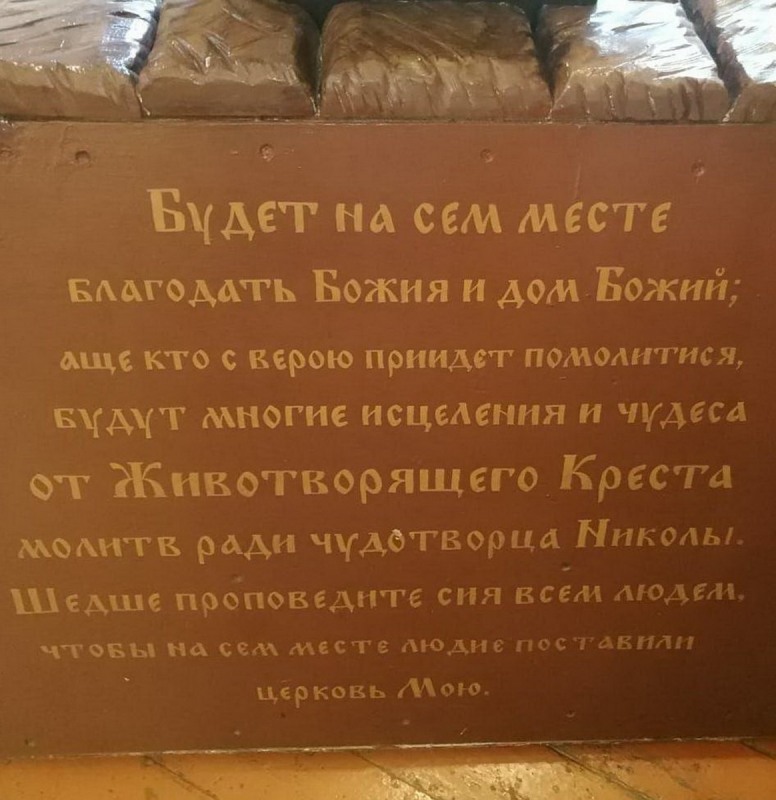 Будет на сем месте
благодать Божия и дом Божий;
аще кто с верою приидет помолитися,
будут многие исцеления и чудеса
от Животворящего Креста
молитв ради чудотворца Николы.
Шедше проповедите сия всем людем,
чтобы на сем месте людие поставили
церковь Мою.